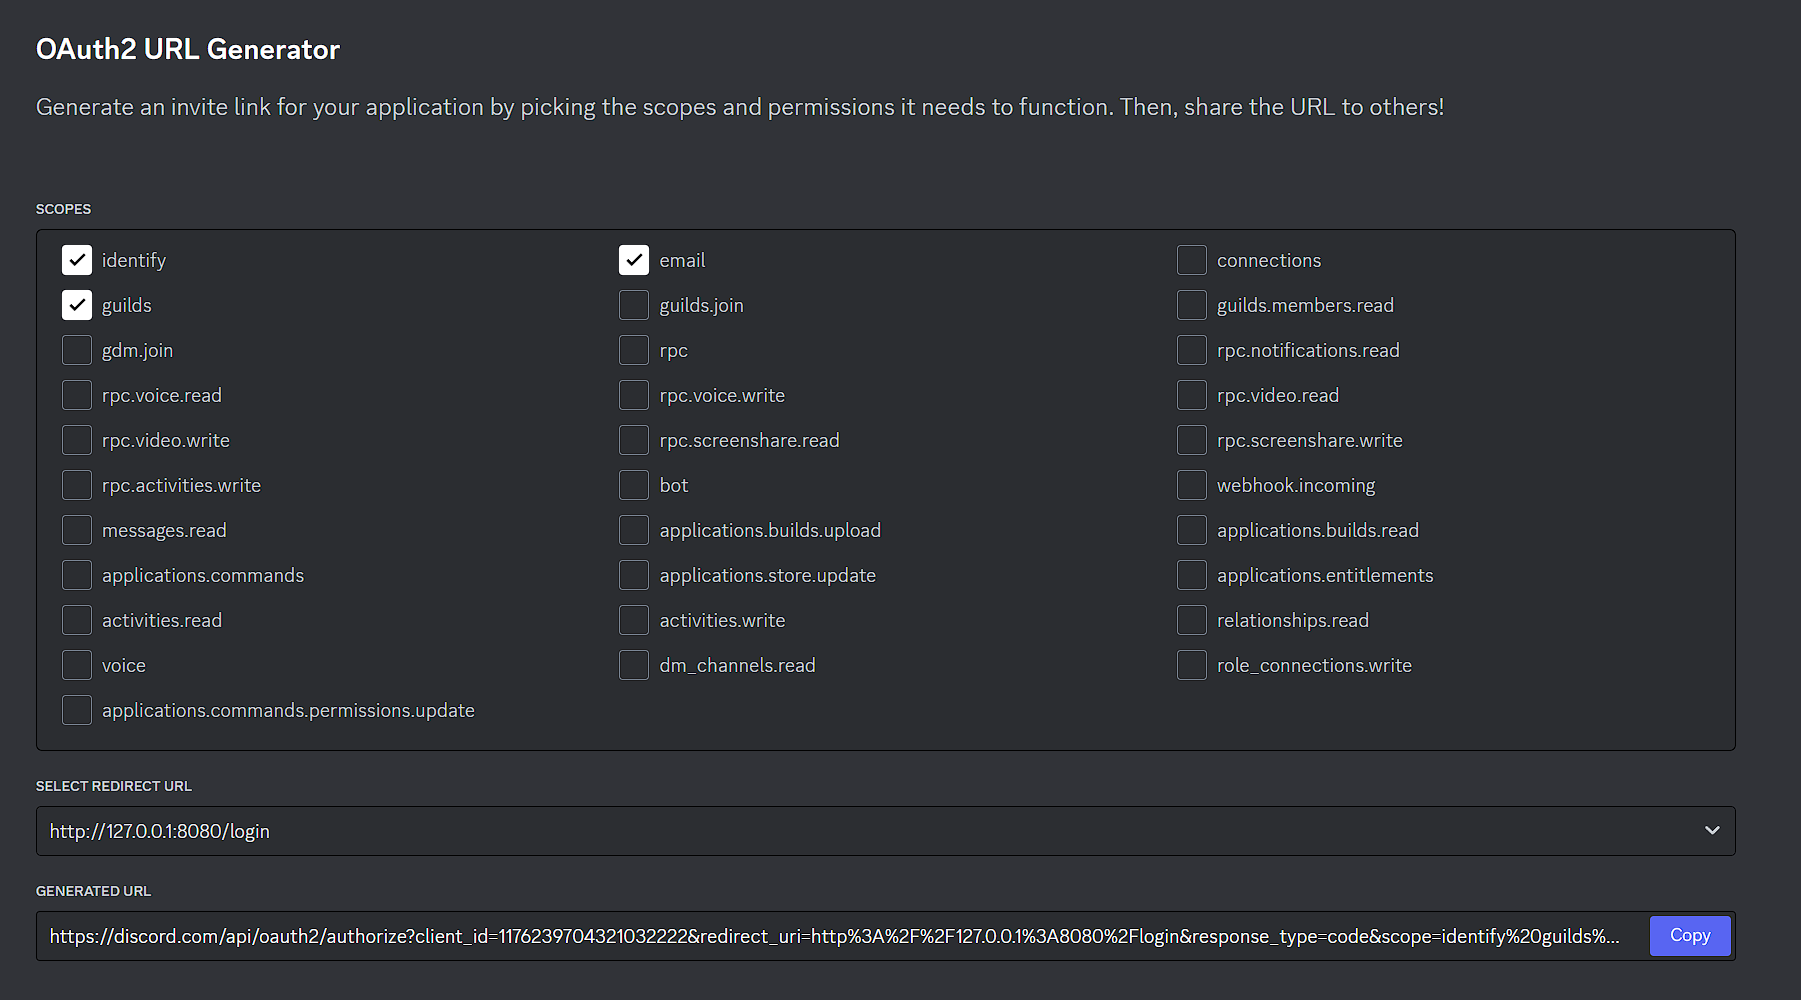 OAuth2 URL Generator
Generate an invite link for your application by picking the scopes and permissions it needs to function. Then, share the URL to others!
SCOPES
identify email connections
guilds guilds.join guilds.members.read
gdm.join rpc rpc.notifications.read
rpc.voice.read rpc.voice.write rpc.video.read
rpc.video.write rpc.screenshare.read rpc.screenshare.write
rpc.activities.write bot webhook.incoming
messages.read applications.builds.upload applications.builds.read
applications.commands applications.store.update applications.entitlements
activities.read activities.write relationships.read
voice dm_channels.read role_connections.write
applications.commands.permissions.update
SELECT REDIRECT URL
http://127.0.0.1:8080/login
GENERATED URL
https://discord.com/api/oauth2/authorize?client_id=1176239704321032222&redirect_uri=http%3A%2F%2F127.0.0.1%3A8080%2Flogin&response_type=code&scope=identify%20guilds%... Copy